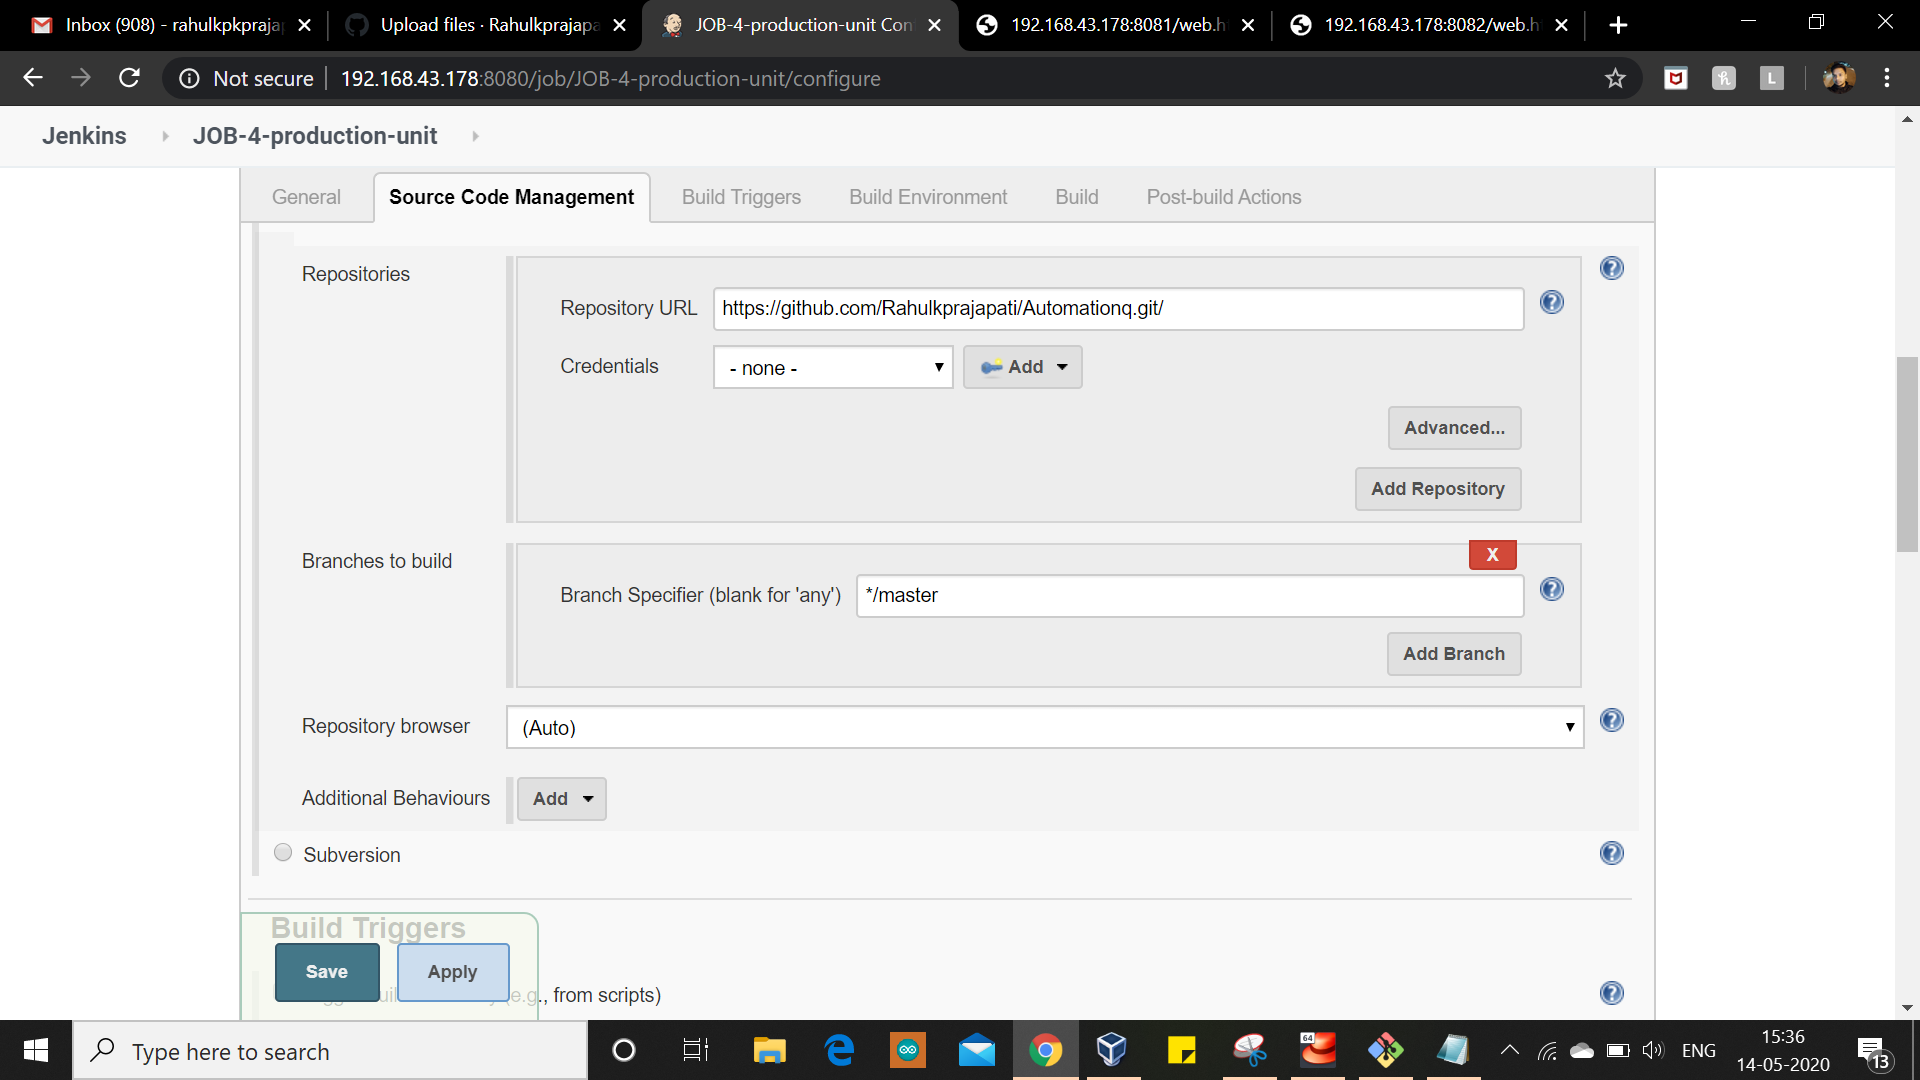 Inbox (908) - rahulkpkpraja
Upload files · Rahulkprajapa
JOB-4-production-unit Con
192.168.43.178:8081/web.h
192.168.43.178:8082/web.h
Not secure
192.168.43.178:8080/job/JOB-4-production-unit/configure
L
Jenkins
JOB-4-production-unit
General
Source Code Management
Build Triggers
Build Environment
Build
Post-build Actions
Repositories
Repository URL
https://github.com/Rahulkprajapati/Automationq.git/
Credentials
- none -
Add
Advanced...
Add Repository
Branches to build
X
Branch Specifier (blank for 'any')
*/master
Add Branch
Repository browser
(Auto)
Additional Behaviours
Add
Subversion
Build Triggers
Save
Apply
(e.g., from scripts)
Type here to search
64
ENG
15:36
14-05-2020
13